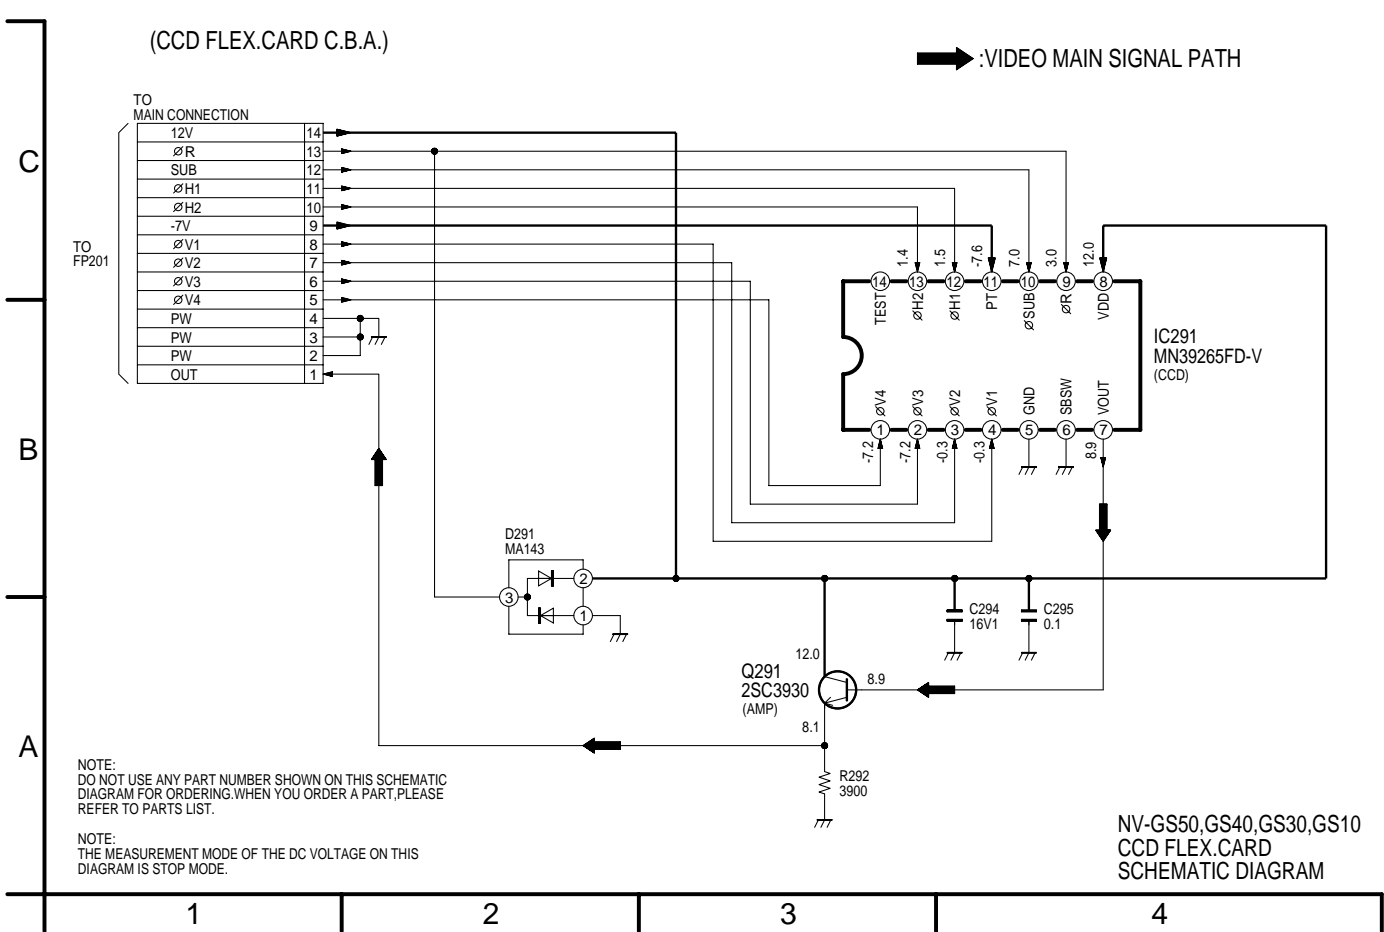 (CCD FLEX.CARD C.B.A.)
:VIDEO MAIN SIGNAL PATH
TO
MAIN CONNECTION
12V 14
ØR 13
SUB 12
ØH1 11
ØH2 10
-7V 9
ØV1 8
ØV2 7
ØV3 6
ØV4 5
PW 4
PW 3
PW 2
OUT 1
TO
FP201
C
B
A
1.4 1.5 -7.6 7.0 3.0 12.0
14 13 12 11 10 9 8
TEST ØH2 ØH1 PT ØSUB ØR VDD
IC291
MN39265FD-V
(CCD)
ØV4 ØV3 ØV2 ØV1 GND SBSW VOUT
1 2 3 4 5 6 7
-7.2 -7.2 -0.3 -0.3 8.9
D291
MA143
2
3
1
C294
16V1
C295
0.1
12.0
Q291
2SC3930
(AMP)
8.9
8.1
R292
3900
NOTE:
DO NOT USE ANY PART NUMBER SHOWN ON THIS SCHEMATIC
DIAGRAM FOR ORDERING.WHEN YOU ORDER A PART,PLEASE
REFER TO PARTS LIST.
NOTE:
THE MEASUREMENT MODE OF THE DC VOLTAGE ON THIS
DIAGRAM IS STOP MODE.
NV-GS50,GS40,GS30,GS10
CCD FLEX.CARD
SCHEMATIC DIAGRAM
1 2 3 4